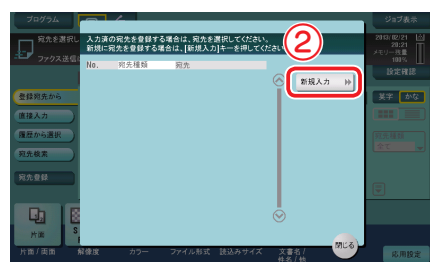 プログラム
ジョブ表示
宛先を選択し
ファクス送信
入力済の宛先を登録する場合は、宛先を選択してください。
新規に宛先を登録する場合は、[新規入力]キーを押してください
②
2013/02/21
20:21
メモリー残量
100%
設定確認
No. 宛先種類 宛先
新規入力
登録宛先から
直接入力
履歴から選択
宛先検索
宛先登録
英字 かな
宛先種類
全て
片面
S
閉じる
片面/両面 解像度 カラー ファイル形式 読込みサイズ 文書名/
件名/他
応用設定